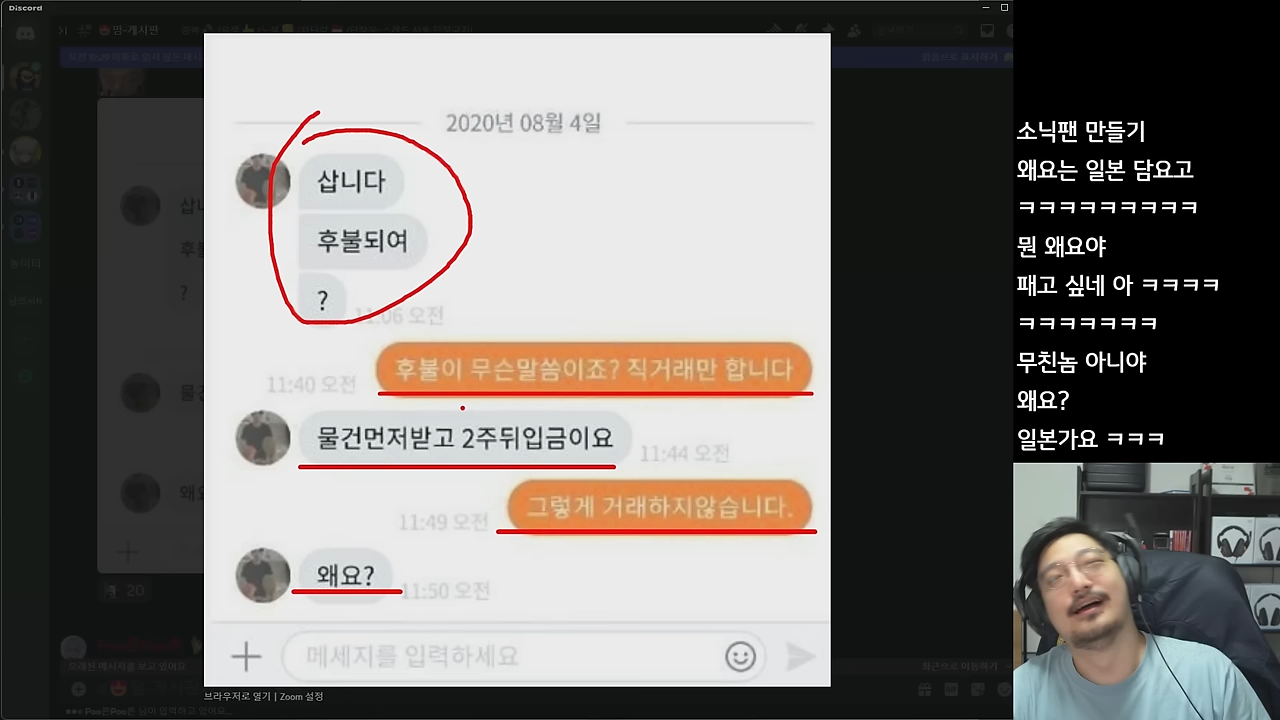 Discord
2020년 08월 4일
삽니다
후불되여
?
11:06 오전
후불이 무슨말씀이죠? 직거래만 합니다
11:40 오전
물건먼저받고 2주뒤입금이요
11:44 오전
그렇게 거래하지않습니다.
11:49 오전
왜요?
11:50 오전
메세지를 입력하세요
브라우저로 열기 | Zoom 설정
20
소닉팬 만들기
왜요는 일본 담요고
ㅋㅋㅋㅋㅋㅋㅋㅋㅋ
뭔 왜요야
패고 싶네 아 ㅋㅋㅋㅋ
ㅋㅋㅋㅋㅋㅋㅋ
무친놈 아니야
왜요?
일본가요 ㅋㅋㅋ